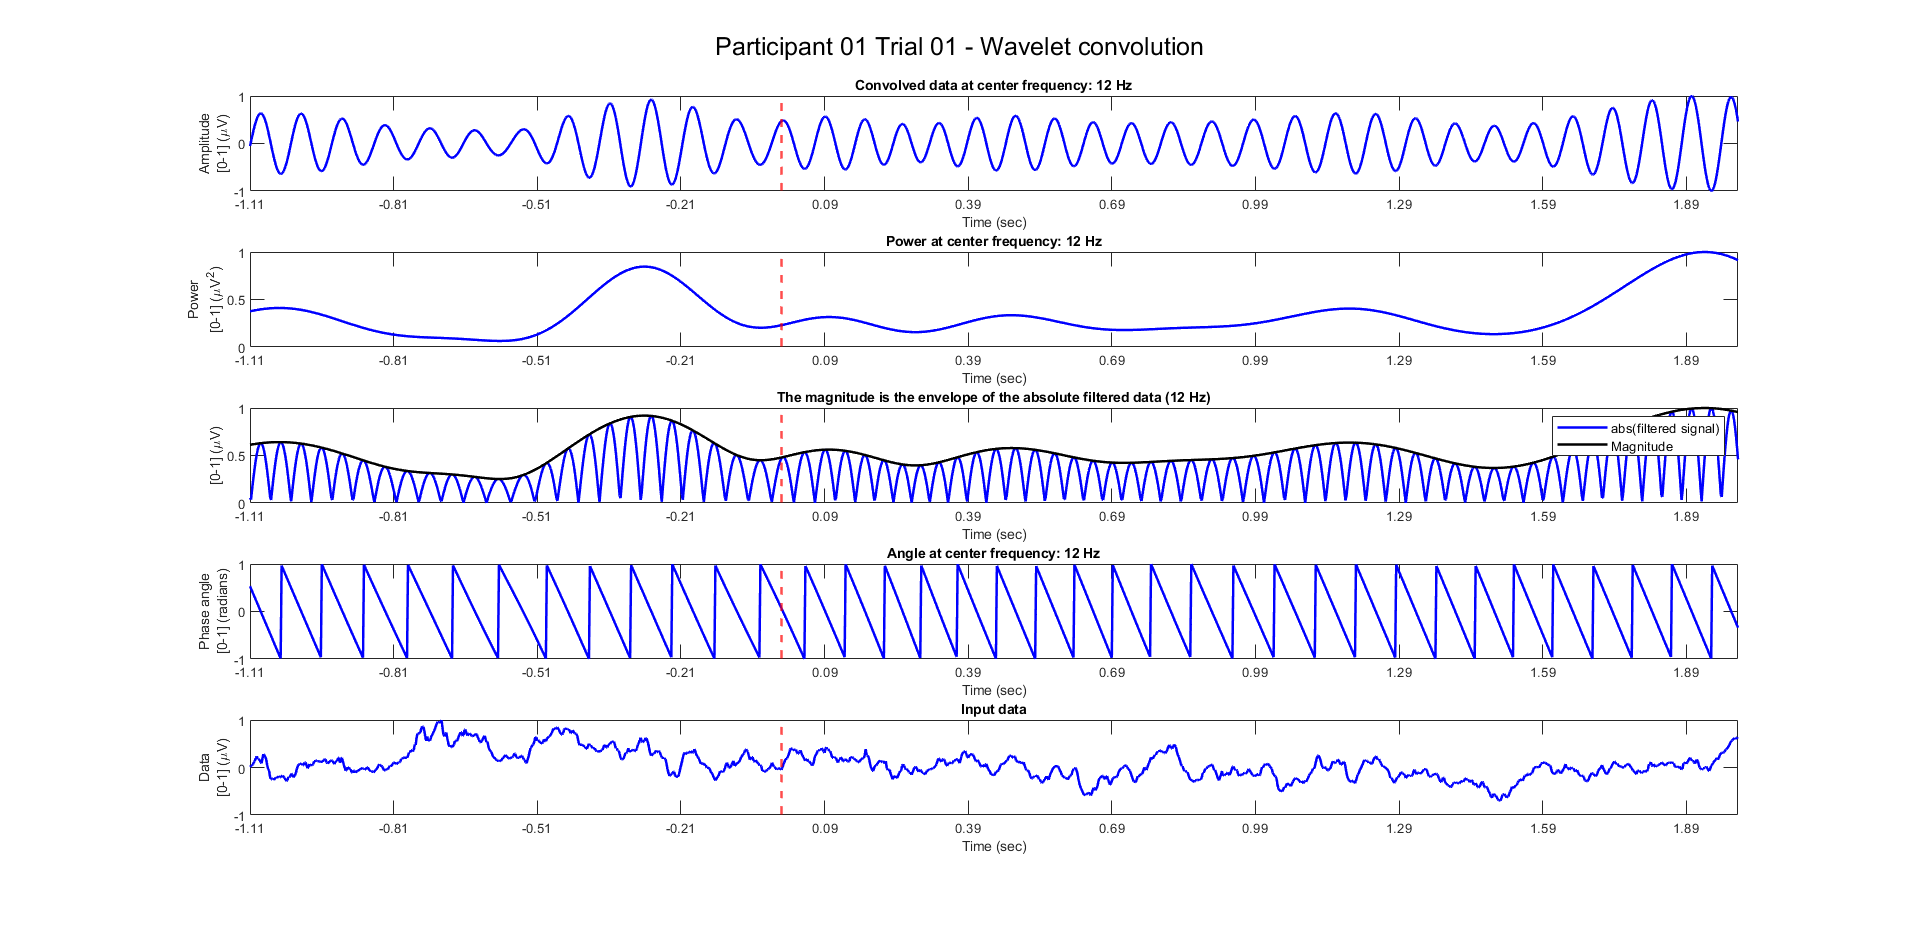 Participant 01 Trial 01 - Wavelet convolution
Convolved data at center frequency: 12 Hz
Amplitude
[0-1] (μV)
1
0
-1
-1.11 -0.81 -0.51 -0.21 0.09 0.39 0.69 0.99 1.29 1.59 1.89
Time (sec)
Power at center frequency: 12 Hz
Power
[0-1] (μV²)
1
0.5
0
-1.11 -0.81 -0.51 -0.21 0.09 0.39 0.69 0.99 1.29 1.59 1.89
Time (sec)
The magnitude is the envelope of the absolute filtered data (12 Hz)
[0-1] (μV)
1
0.5
0
abs(filtered signal)
Magnitude
-1.11 -0.81 -0.51 -0.21 0.09 0.39 0.69 0.99 1.29 1.59 1.89
Time (sec)
Angle at center frequency: 12 Hz
Phase angle
[0-1] (radians)
1
0
-1
-1.11 -0.81 -0.51 -0.21 0.09 0.39 0.69 0.99 1.29 1.59 1.89
Time (sec)
Input data
Data
[0-1] (μV)
1
0
-1
-1.11 -0.81 -0.51 -0.21 0.09 0.39 0.69 0.99 1.29 1.59 1.89
Time (sec)